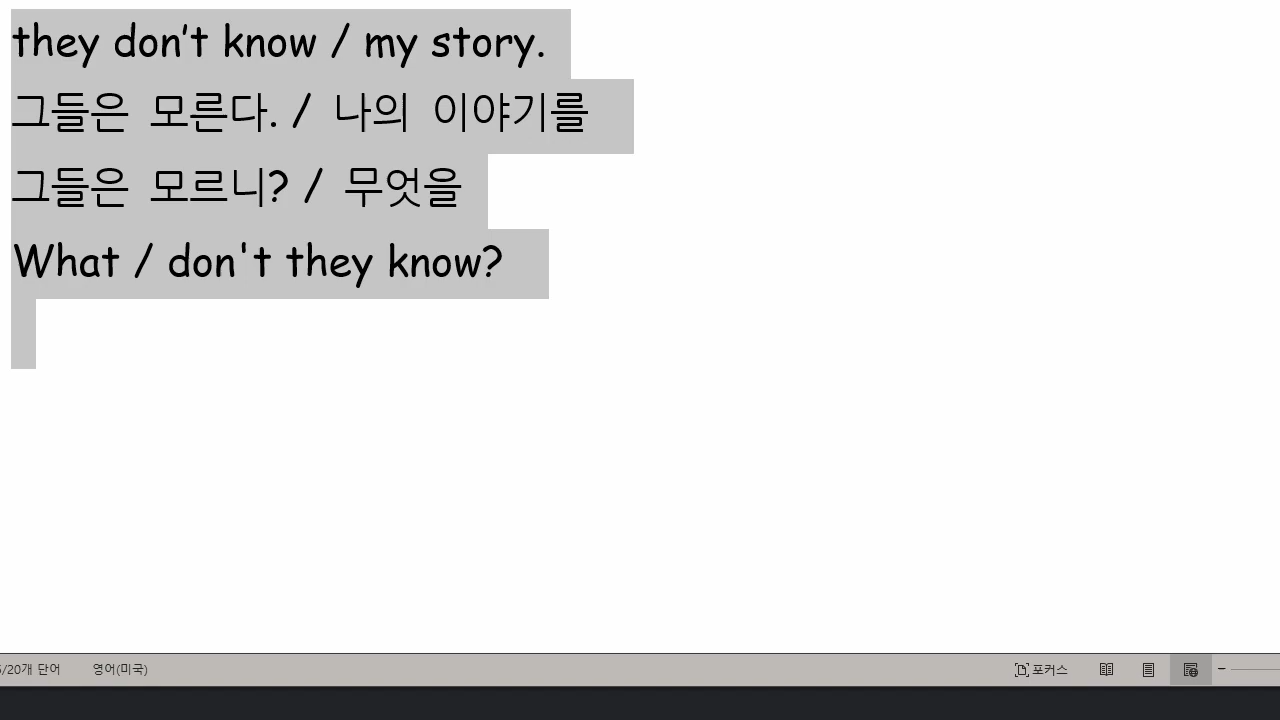 they don’t know / my story.
그들은 모른다. / 나의 이야기를
그들은 모르니? / 무엇을
What / don't they know?
/20개 단어 영어(미국) 포커스